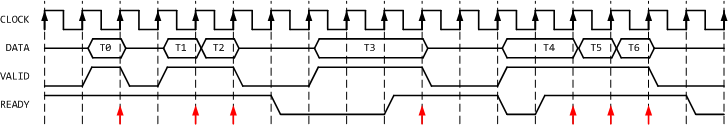 CLOCK
DATA T0 T1 T2 T3 T4 T5 T6
VALID
READY